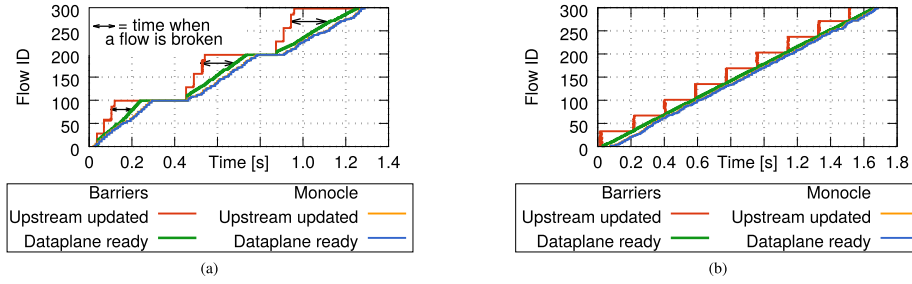 300
250
200
150
100
50
0
Flow ID
= time when
a flow is broken
0 0.2 0.4 0.6 0.8 1 1.2 1.4
Time [s]
Barriers Monocle
Upstream updated Upstream updated
Dataplane ready Dataplane ready
(a)
300
250
200
150
100
50
0
Flow ID
0 0.2 0.4 0.6 0.8 1 1.2 1.4 1.8
Time [s]
Barriers Monocle
Upstream updated Upstream updated
Dataplane ready Dataplane ready
(b)